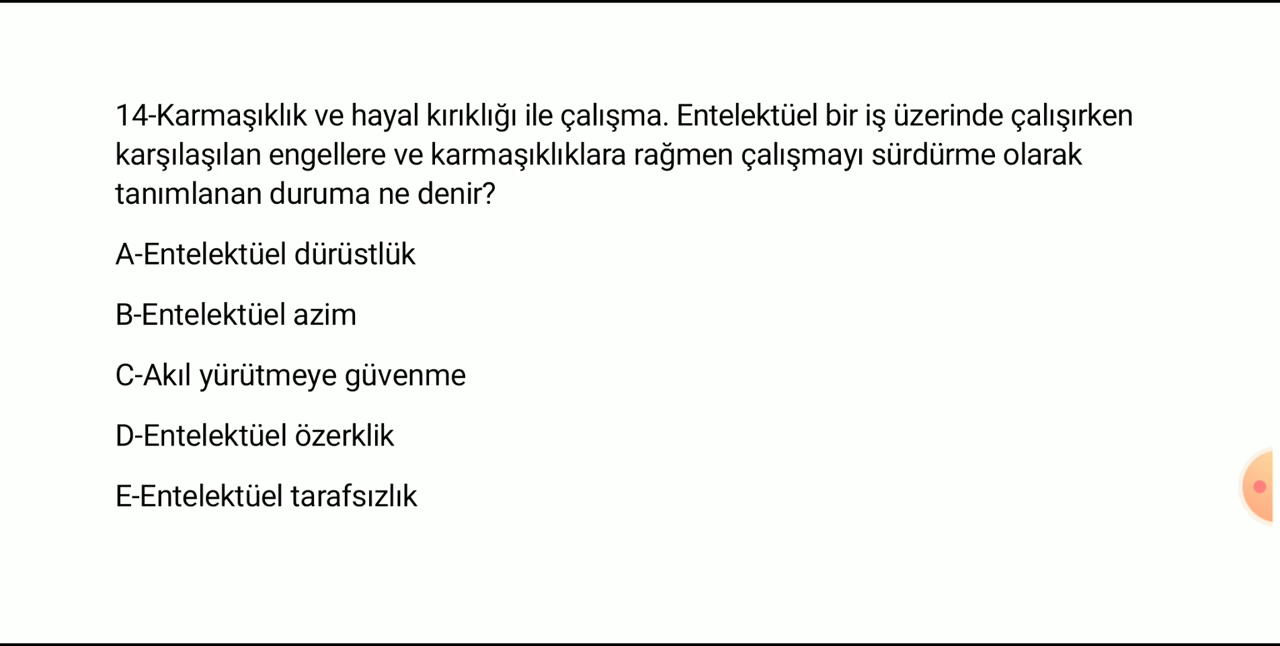 14-Karmaşıklık ve hayal kırıklığı ile çalışma. Entelektüel bir iş üzerinde çalışırken
karşılaşılan engellere ve karmaşıklıklara rağmen çalışmayı sürdürme olarak
tanımlanan duruma ne denir?
A-Entelektüel dürüstlük
B-Entelektüel azim
C-Akıl yürütmeye güvenme
D-Entelektüel özerklik
E-Entelektüel tarafsızlık